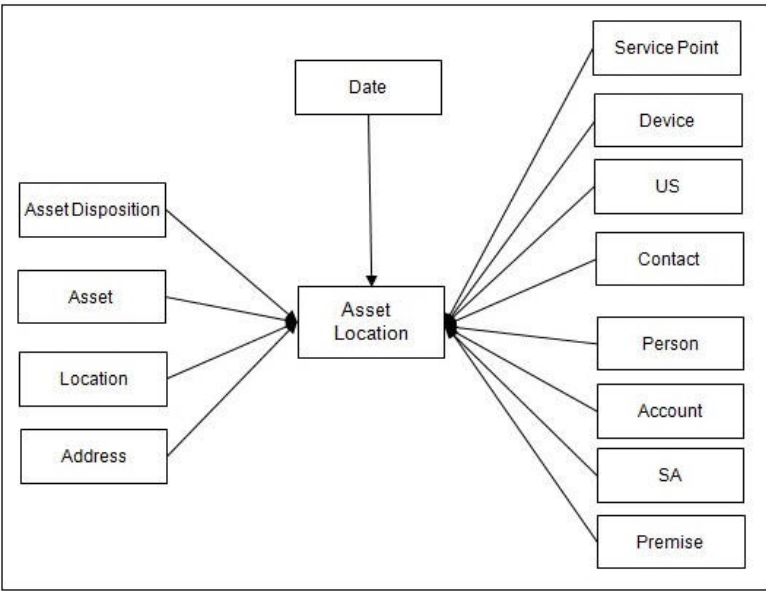 Date
Asset Disposition
Asset
Location
Address
Asset
Location
Service Point
Device
US
Contact
Person
Account
SA
Premise